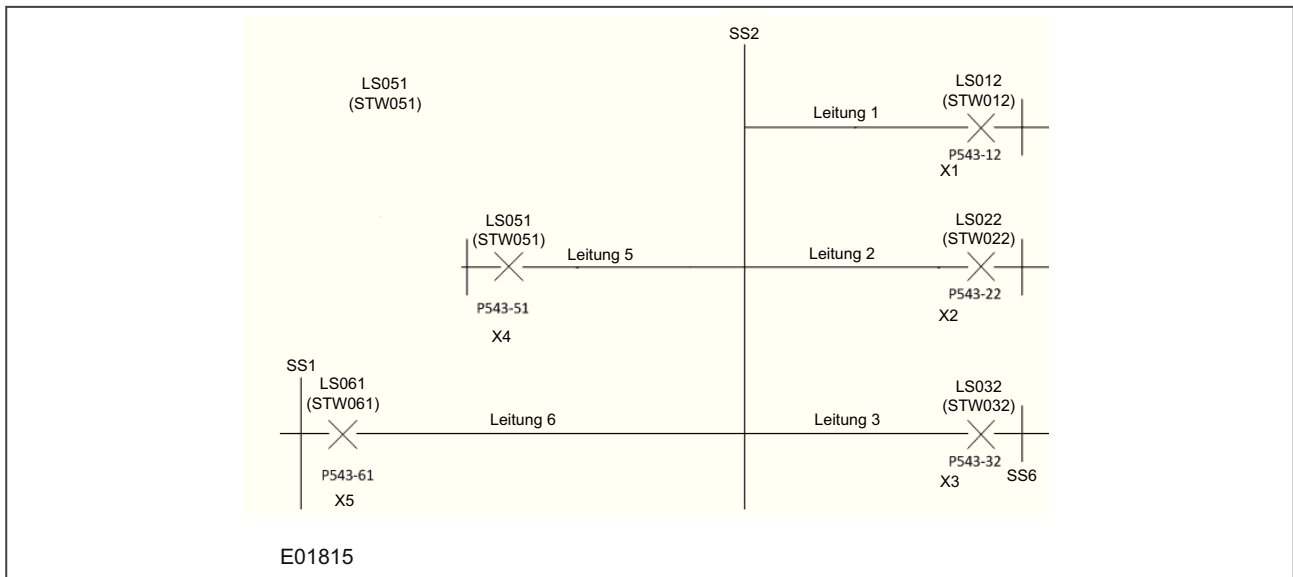 SS2
LS051
(STW051)
LS012
(STW012)
Leitung 1
P543-12
X1
LS051
(STW051)
Leitung 5
P543-51
X4
LS022
(STW022)
Leitung 2
P543-22
X2
SS1
LS061
(STW061)
Leitung 6
P543-61
X5
LS032
(STW032)
Leitung 3
P543-32
X3
SS6
E01815